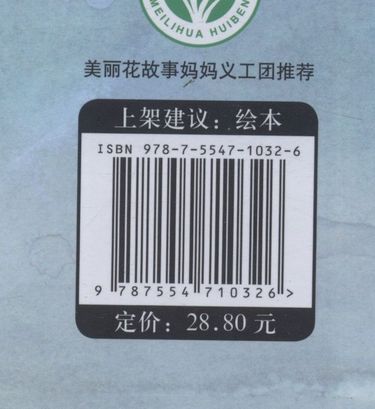 MEILIHUA HUIBEN
美丽花故事妈妈义工团推荐
上架建议：绘本
ISBN 978-7-5547-1032-6
9 787554 710326 >
定价：28.80 元